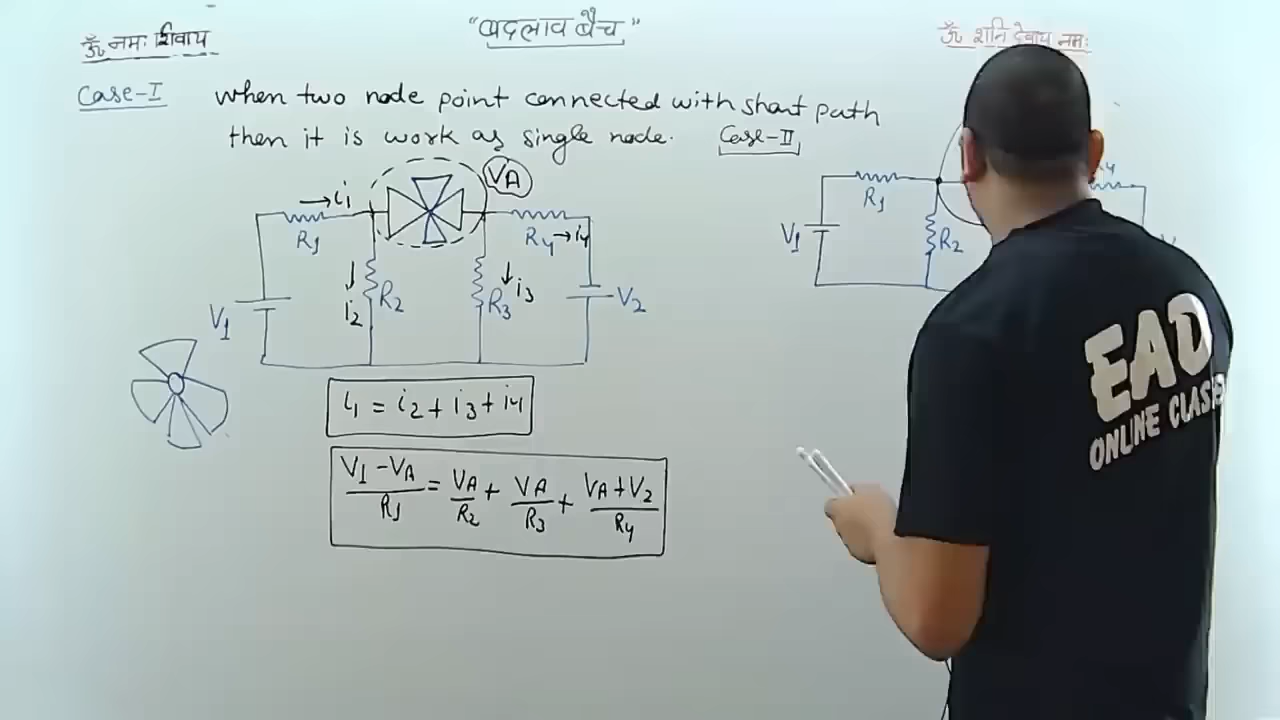 ॐ नमः शिवाय
"बदलाव बैच"
ॐ शनि देवाय नमः
Case-I when two node point connected with short path
then it is work as single node.
Case-II
i1
VA
R1
R4
i4
i2
R2
i3
R3
V1
V2
i1 = i2 + i3 + i4
V1 - VA / R1 = VA / R2 + VA / R3 + VA + V2 / R4
R1
V1
R2
EAD
ONLINE CLASSES